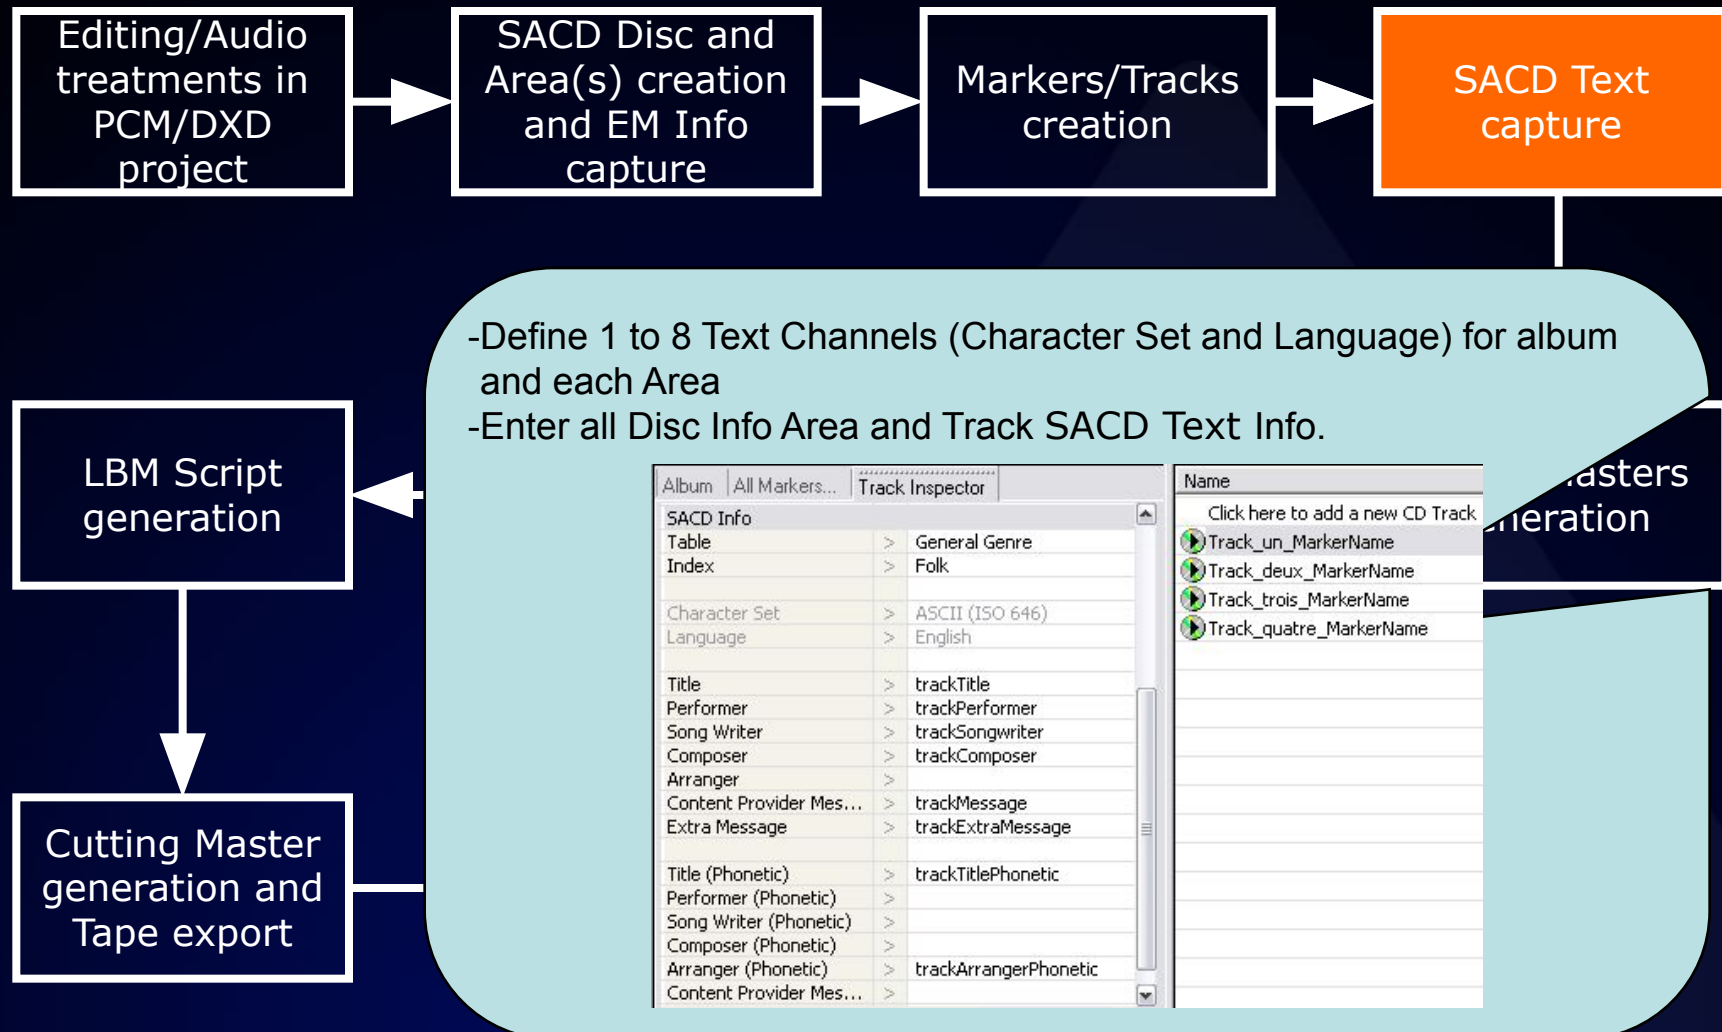 Editing/Audio
treatments in
PCM/DXD
project
SACD Disc and
Area(s) creation
and EM Info
capture
Markers/Tracks
creation
SACD Text
capture
-Define 1 to 8 Text Channels (Character Set and Language) for album
and each Area
-Enter all Disc Info Area and Track SACD Text Info.
LBM Script
generation
Cutting Master
generation and
Tape export
Album All Markers... Track Inspector
SACD Info
Table > General Genre
Index > Folk
Character Set > ASCII (ISO 646)
Language > English
Title > trackTitle
Performer > trackPerformer
Song Writer > trackSongwriter
Composer > trackComposer
Arranger >
Content Provider Mes... > trackMessage
Extra Message > trackExtraMessage
Title (Phonetic) > trackTitlePhonetic
Performer (Phonetic) >
Song Writer (Phonetic) >
Composer (Phonetic) >
Arranger (Phonetic) > trackArrangerPhonetic
Content Provider Mes... >
Name
Click here to add a new CD Track
Track_un_MarkerName
Track_deux_MarkerName
Track_trois_MarkerName
Track_quatre_MarkerName